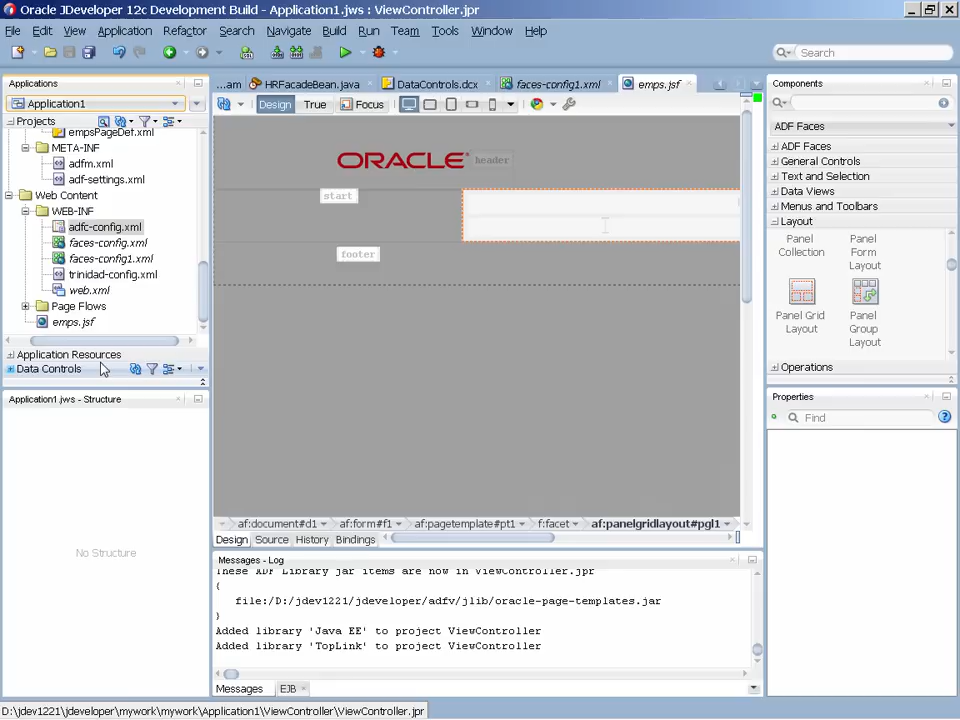 Oracle JDeveloper 12c Development Build - Application1.jws : ViewController.jpr
File Edit View Application Refactor Search Navigate Build Run Team Tools Window Help
Search
Applications
Application1
Projects
empsPageDef.xml
META-INF
adfm.xml
adf-settings.xml
Web Content
WEB-INF
adfc-config.xml
faces-config.xml
faces-config1.xml
trinidad-config.xml
web.xml
Page Flows
emps.jsf
Application Resources
Data Controls
Application1.jws - Structure
No Structure
...am HRFacadeBean.java DataControls.dcx faces-config1.xml emps.jsf
Design True Focus
ORACLE header
start
footer
af:document#d1 af:form#f1 af:pagetemplate#pt1 f:facet af:panelgridlayout#pgl1
Design Source History Bindings
Messages - Log
These ADF Library jar items are now in ViewController.jpr
{
file:/D:/jdev1221/jdeveloper/adfv/jlib/oracle-page-templates.jar
}
Added library 'Java EE' to project ViewController
Added library 'TopLink' to project ViewController
Messages EJB
Components
ADF Faces
ADF Faces
General Controls
Text and Selection
Data Views
Menus and Toolbars
Layout
Panel Collection
Panel Form Layout
Panel Grid Layout
Panel Group Layout
Operations
Properties
Find
D:\jdev1221\jdeveloper\mywork\mywork\Application1\ViewController\ViewController.jpr